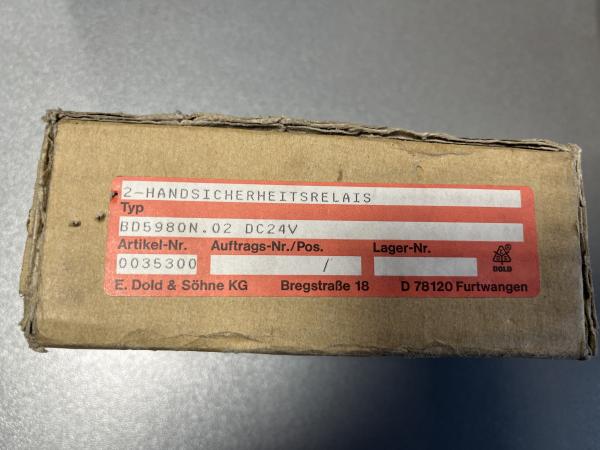 2-HANDSICHERHEITSRELAIS
Typ
BD5980N.02 DC24V
Artikel-Nr. Auftrags-Nr./Pos. Lager-Nr.
0035300 /
DOLD
E. Dold & Söhne KG Bregstraße 18 D 78120 Furtwangen